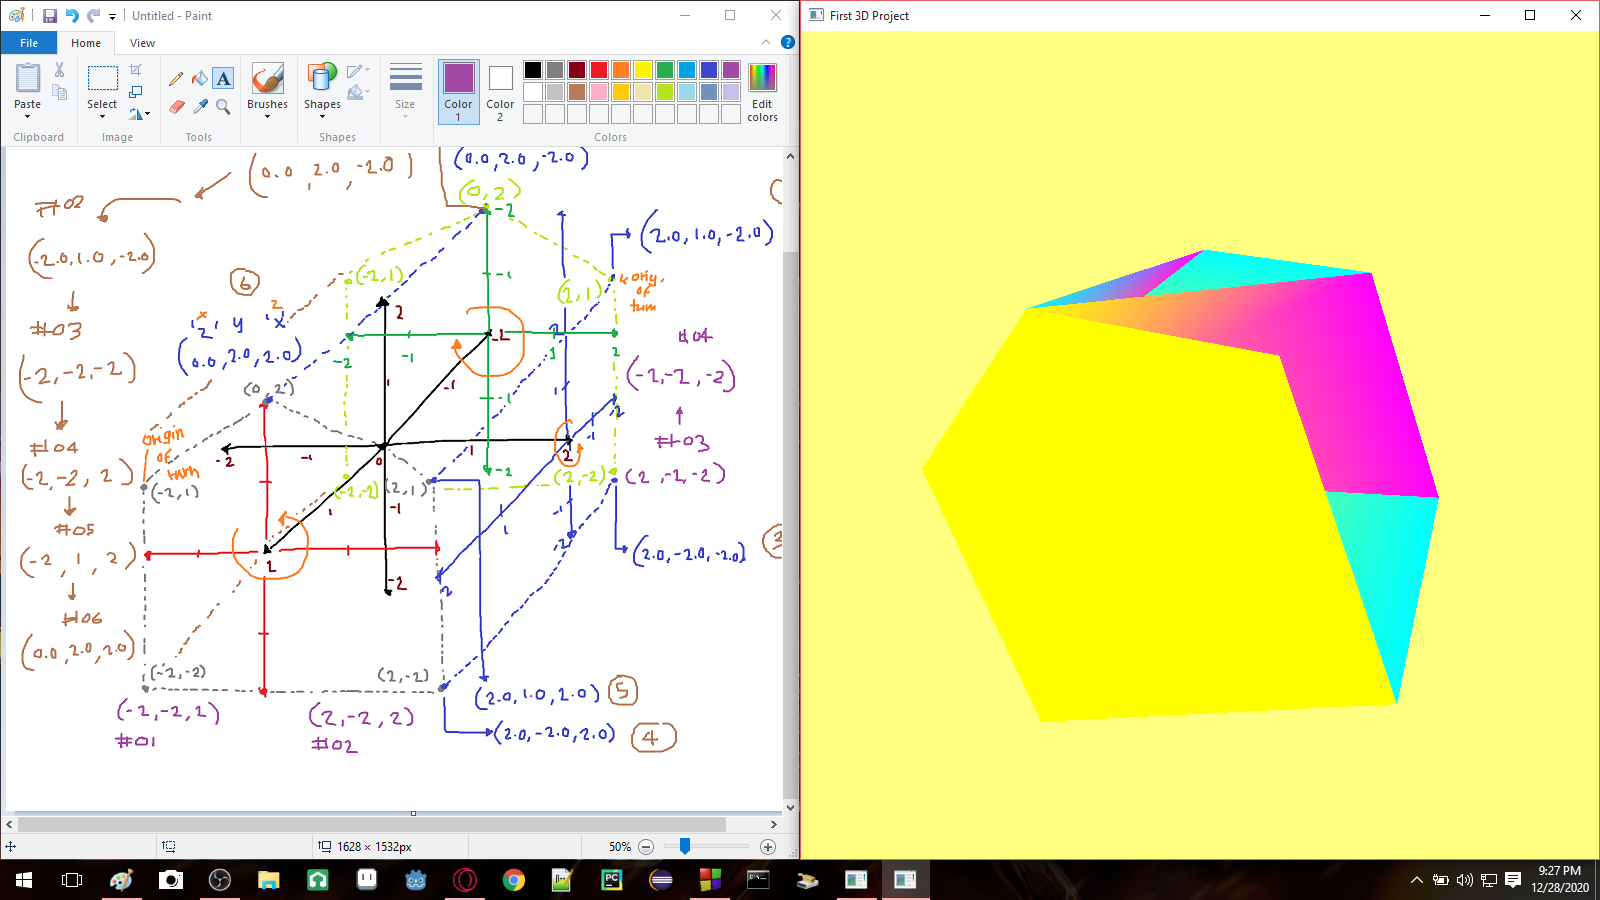 Untitled - Paint
File
Home
View
Paste
Select
Brushes
Shapes
Size
Color 1
Color 2
Edit colors
Clipboard
Image
Tools
Shapes
Colors
(0.0, 2.0, -2.0)
(0.0, 2.0, -2.0)
#02
(0, 2)
-2
(2.0, 1.0, -2.0)
(-2.0, 1.0, -2.0)
6
(-2, 1)
-1
(2, 1)
orig. of turn
x
2
'z' y 'x'
2
#03
(0.0, 2.0, 2.0)
-2
-1
1
2
#04
(-2, -2, -2)
(-2, -2, -2)
(0, 2)
1
-1
-1
1
2
-1
#04
origin of turn
-2
-1
0
1
2
#03
(-2, -2, 2)
(-2, 1)
(-2, -2)
(2, 1)
-2
(2, -2)
(2, -2, -2)
1
-1
1
1
-1
#05
(-2, 1, 2)
-2
(2.0, -2.0, -2.0)
3
-2
2
#06
(0.0, 2.0, 2.0)
(-2, -2)
(2, -2)
(-2, -2, 2)
(2, -2, 2)
(2.0, 1.0, 2.0)
5
#01
#02
(2.0, -2.0, 2.0)
4
1628 × 1532px
50%
First 3D Project
9:27 PM
12/28/2020